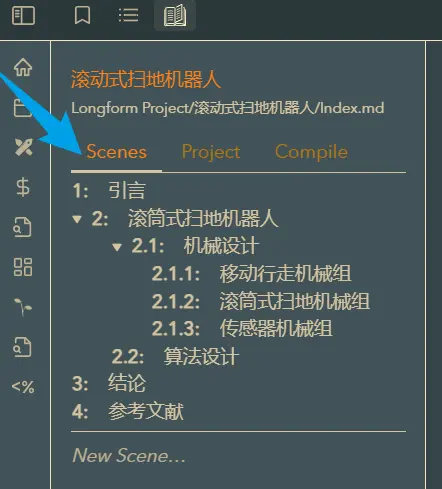 滚动式扫地机器人
Longform Project/滚动式扫地机器人/Index.md
Scenes Project Compile
1: 引言
2: 滚筒式扫地机器人
2.1: 机械设计
2.1.1: 移动行走机械组
2.1.2: 滚筒式扫地机械组
2.1.3: 传感器机械组
2.2: 算法设计
3: 结论
4: 参考文献
New Scene...
<%